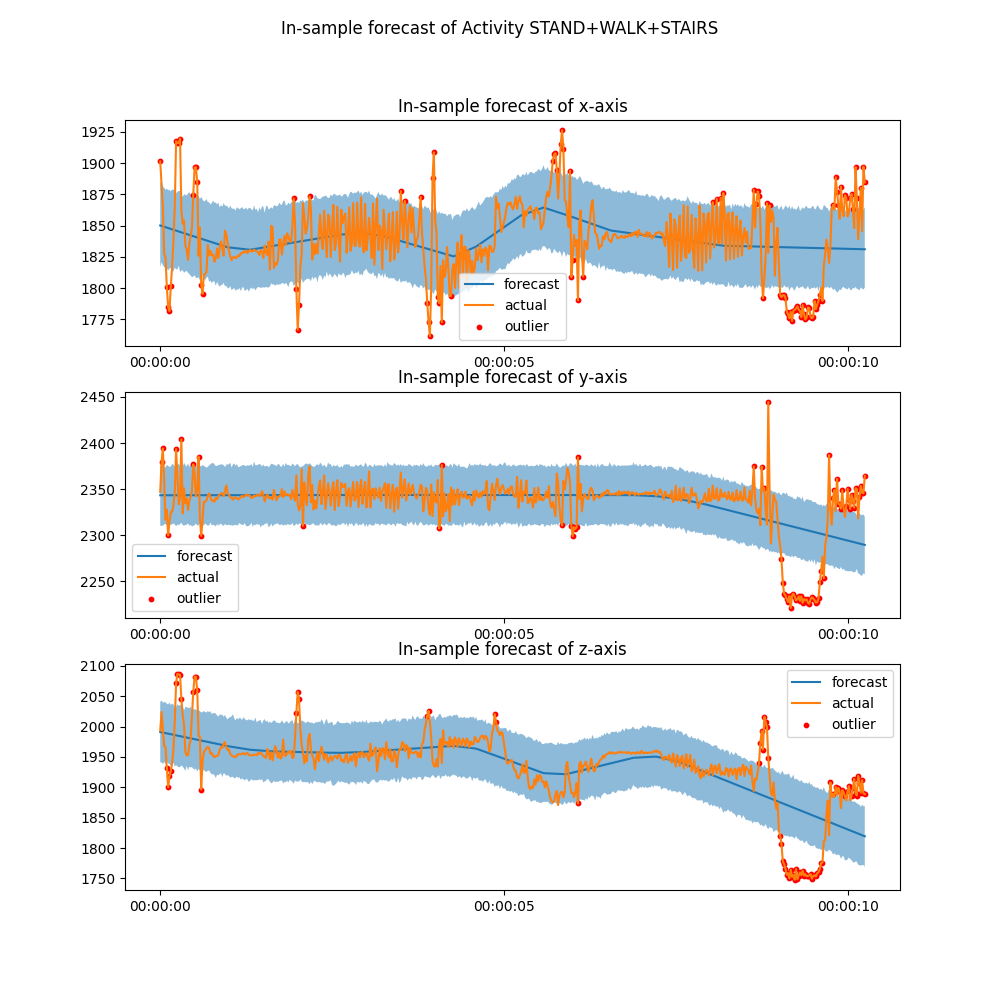 In-sample forecast of Activity STAND+WALK+STAIRS
In-sample forecast of x-axis
1925
1900
1875
1850
1825
1800
1775
forecast
actual
outlier
00:00:00 00:00:05 00:00:10
In-sample forecast of y-axis
2450
2400
2350
2300
2250
forecast
actual
outlier
00:00:00 00:00:05 00:00:10
In-sample forecast of z-axis
2100
2050
2000
1950
1900
1850
1800
1750
forecast
actual
outlier
00:00:00 00:00:05 00:00:10